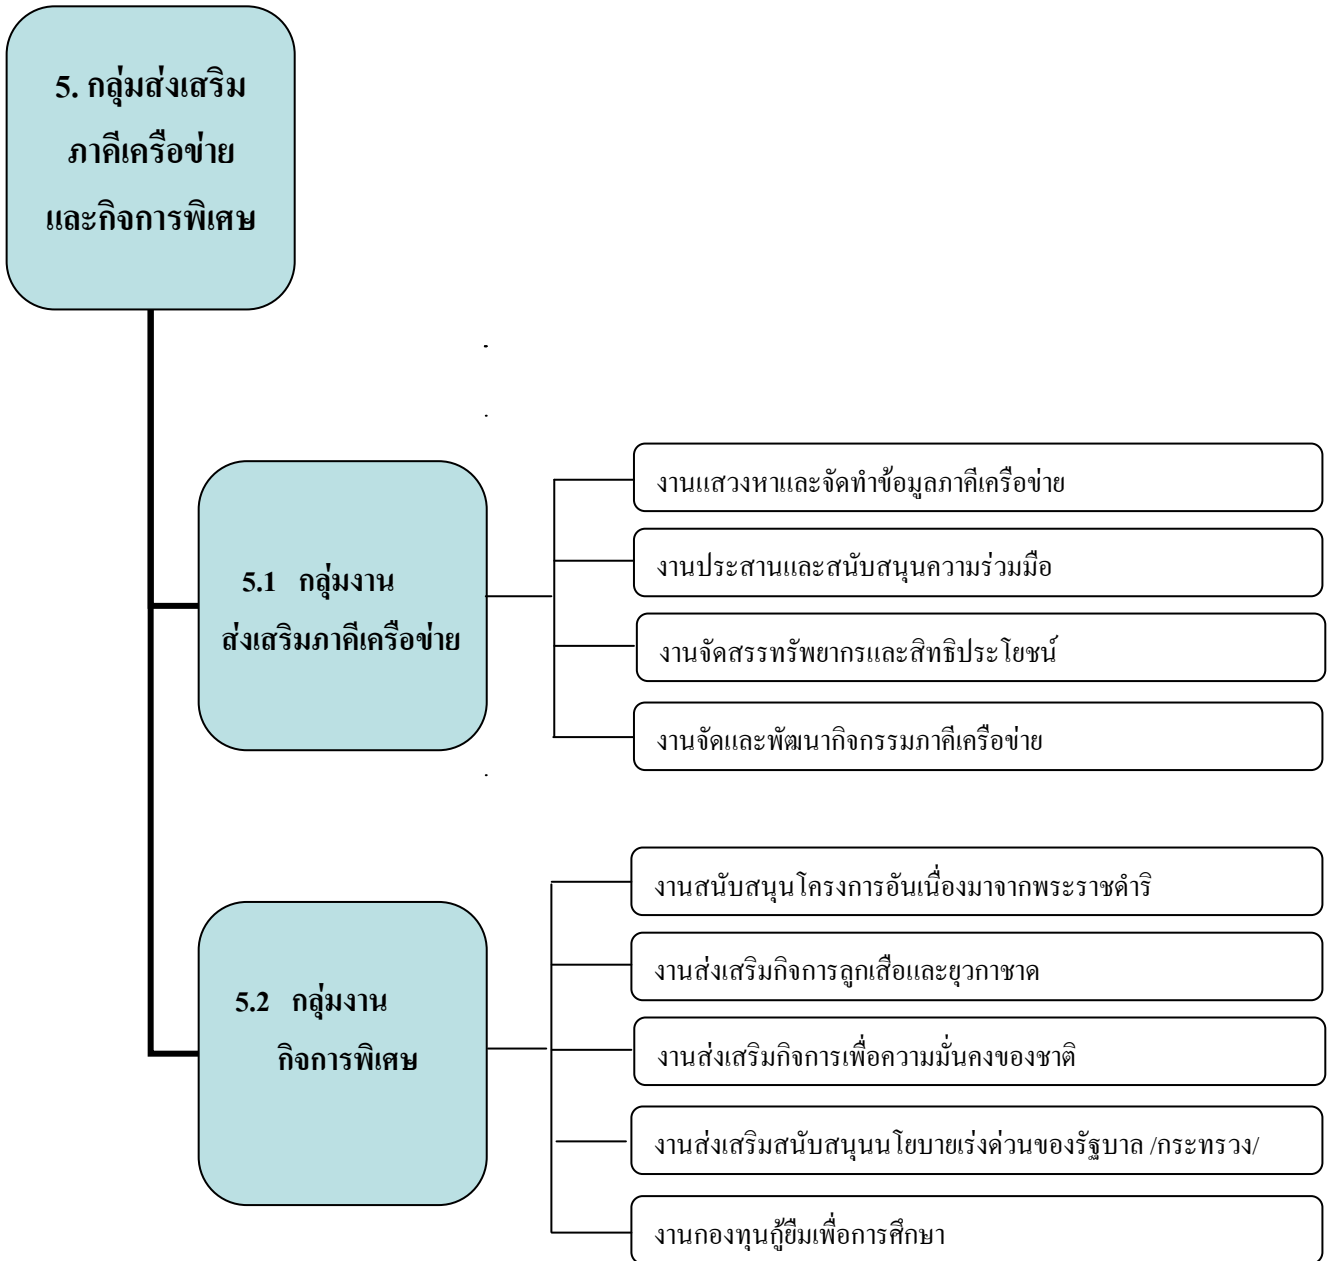 5. กลุ่มส่งเสริม
ภาคีเครือข่าย
และกิจการพิเศษ
5.1 กลุ่มงาน
ส่งเสริมภาคีเครือข่าย
งานแสวงหาและจัดทำข้อมูลภาคีเครือข่าย
งานประสานและสนับสนุนความร่วมมือ
งานจัดสรรทรัพยากรและสิทธิประโยชน์
งานจัดและพัฒนากิจกรรมภาคีเครือข่าย
5.2 กลุ่มงาน
กิจการพิเศษ
งานสนับสนุนโครงการอันเนื่องมาจากพระราชดำริ
งานส่งเสริมกิจการลูกเสือและยุวกาชาด
งานส่งเสริมกิจการเพื่อความมั่นคงของชาติ
งานส่งเสริมสนับสนุนนโยบายเร่งด่วนของรัฐบาล /กระทรวง/
งานกองทุนกู้ยืมเพื่อการศึกษา